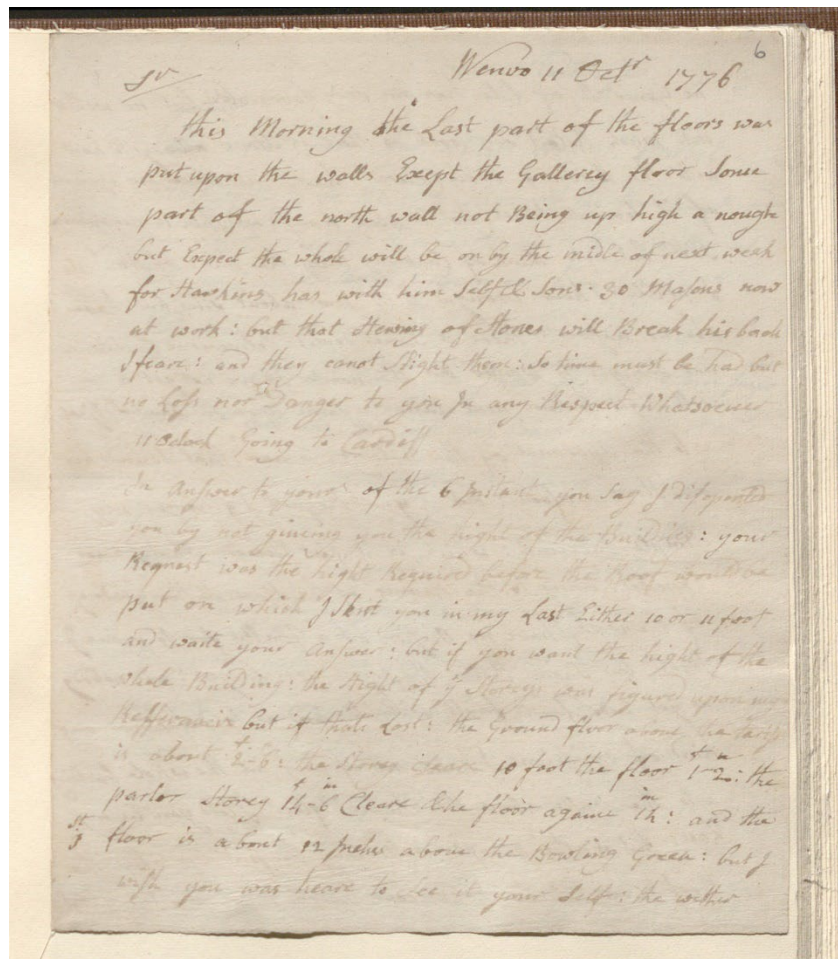 6
Sr Wenvo 11 Octr 1776
this Morning the Last part of the floors was
put upon the walls Except the Gallerey floor Some
part of the north wall not Being up high a nough
but Expect the whole will be on by the midle of next week
for Hawkins has with him Self & Sons 30 Masons now
at work: but that Hewing of Stones will Break his back
I feare: and they canot Slight them: So time must be had but
no Loss nor Danger to you In any Respect Whatsoever
11 oclock Going to Cardiff
In Answer to yours of the 6 Instant you Say I disopented
you by not giveing you the hight of the Building: your
Request was the hight Required before the Roof would be
put on which I Sent you in my Last Either 10 or 11 foot
and waite your Answer: but if you want the hight of the
whole Building: the Hight of ye Storeys was figured upon my
but if thats Lost: the Ground floor above the
is about 2-6: the Storey cleare 10 foot the floor 1f-2in: the
parlor Storey 14f-6in Cleare & the floor againe 14in: and the
floor is about 12 Inches above the Bowling Green: but I
wish you was heare to See it your Self: the wether